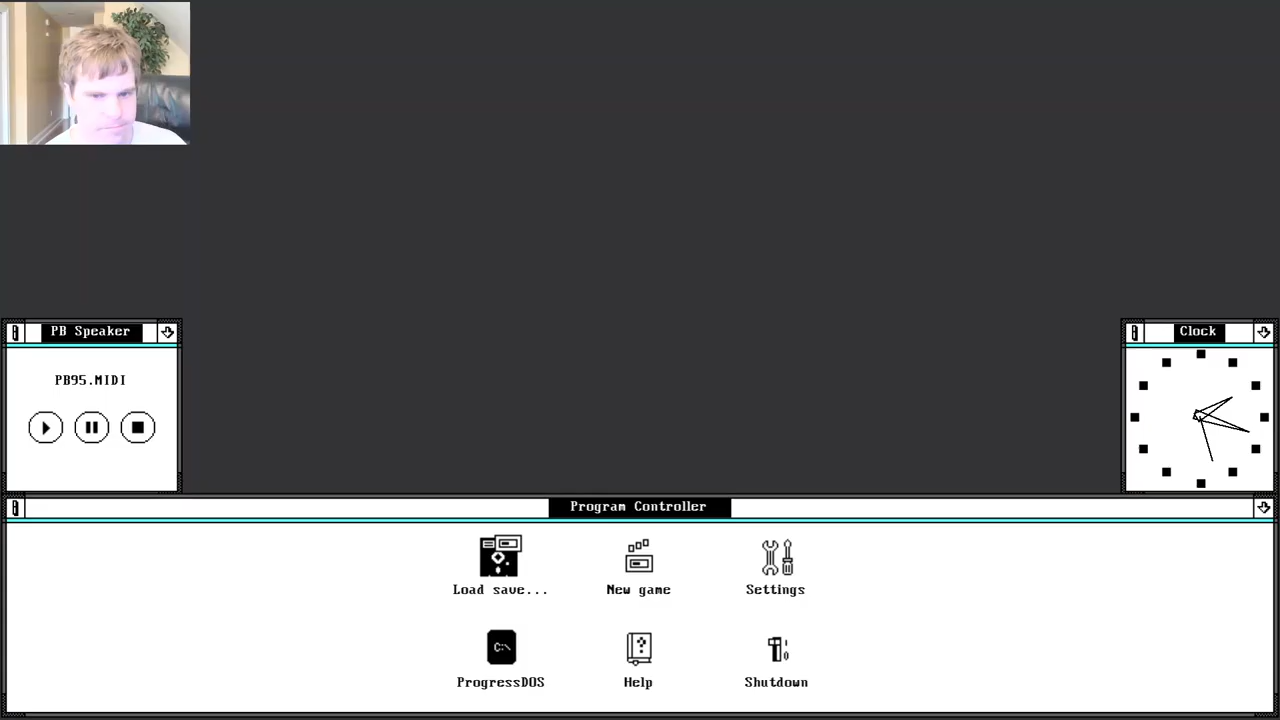 PB Speaker
Clock
PB95.MIDI
Program Controller
Load save...
New game
Settings
C:\
ProgressDOS
Help
Shutdown